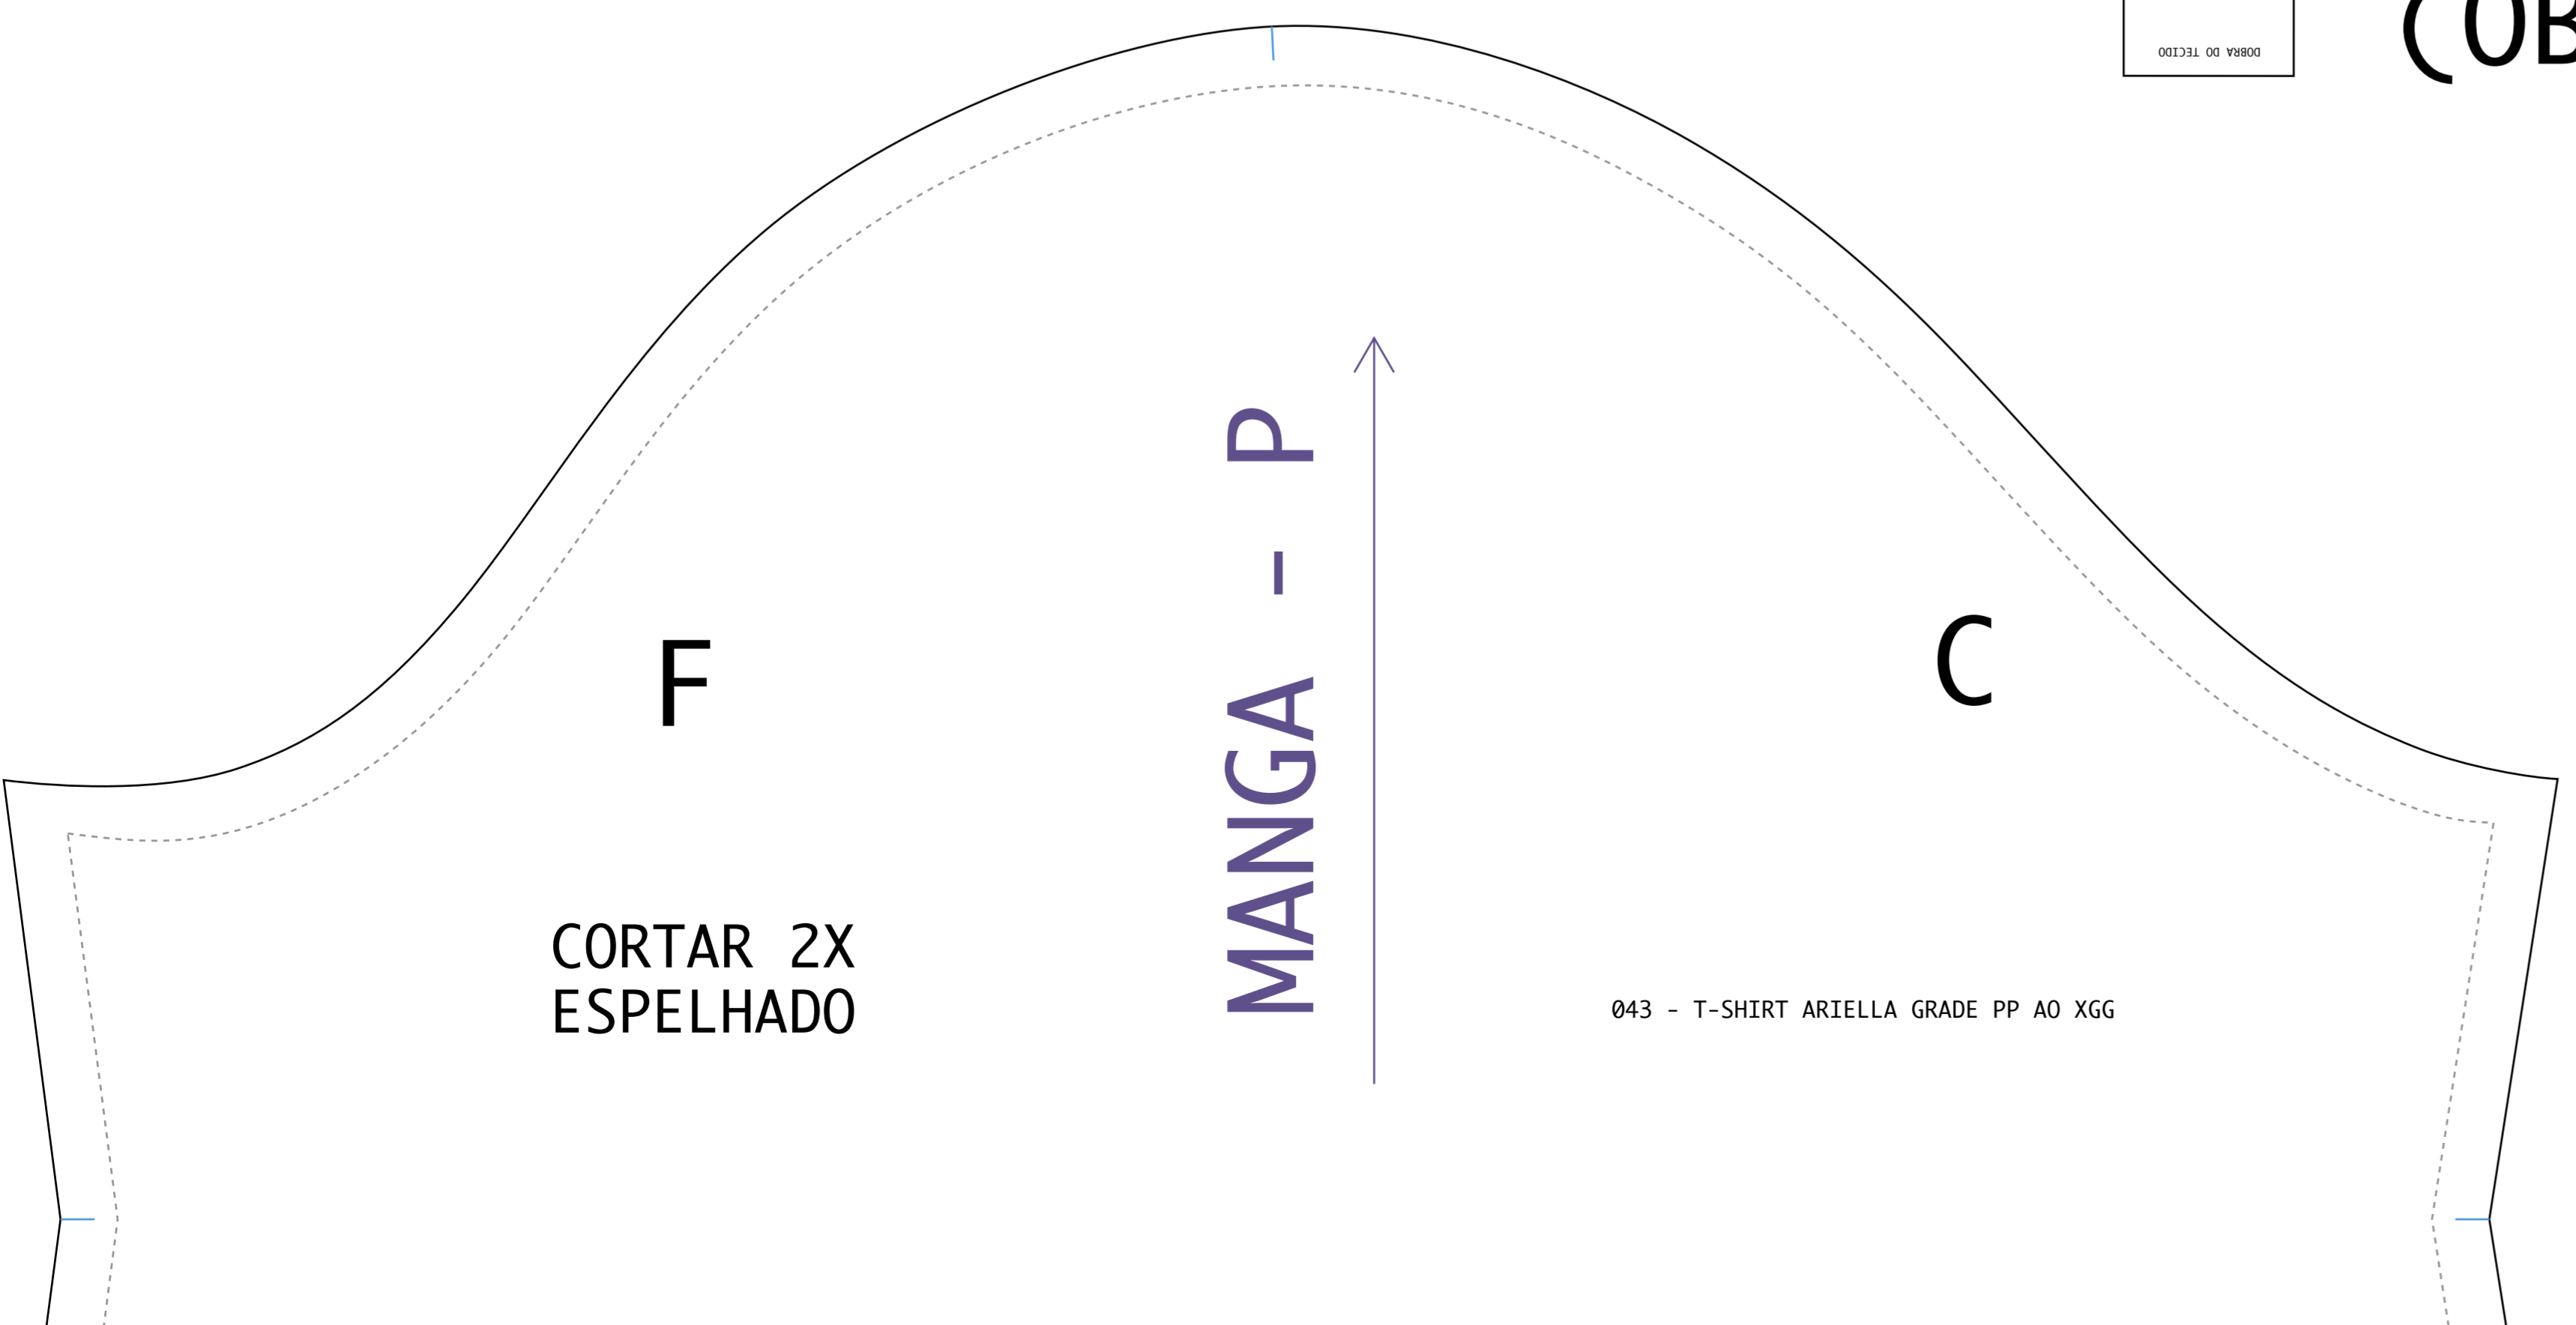 DOBRA DO TECIDO
F
C
MANGA - P
CORTAR 2X
ESPELHADO
043 - T-SHIRT ARIELLA GRADE PP AO XGG